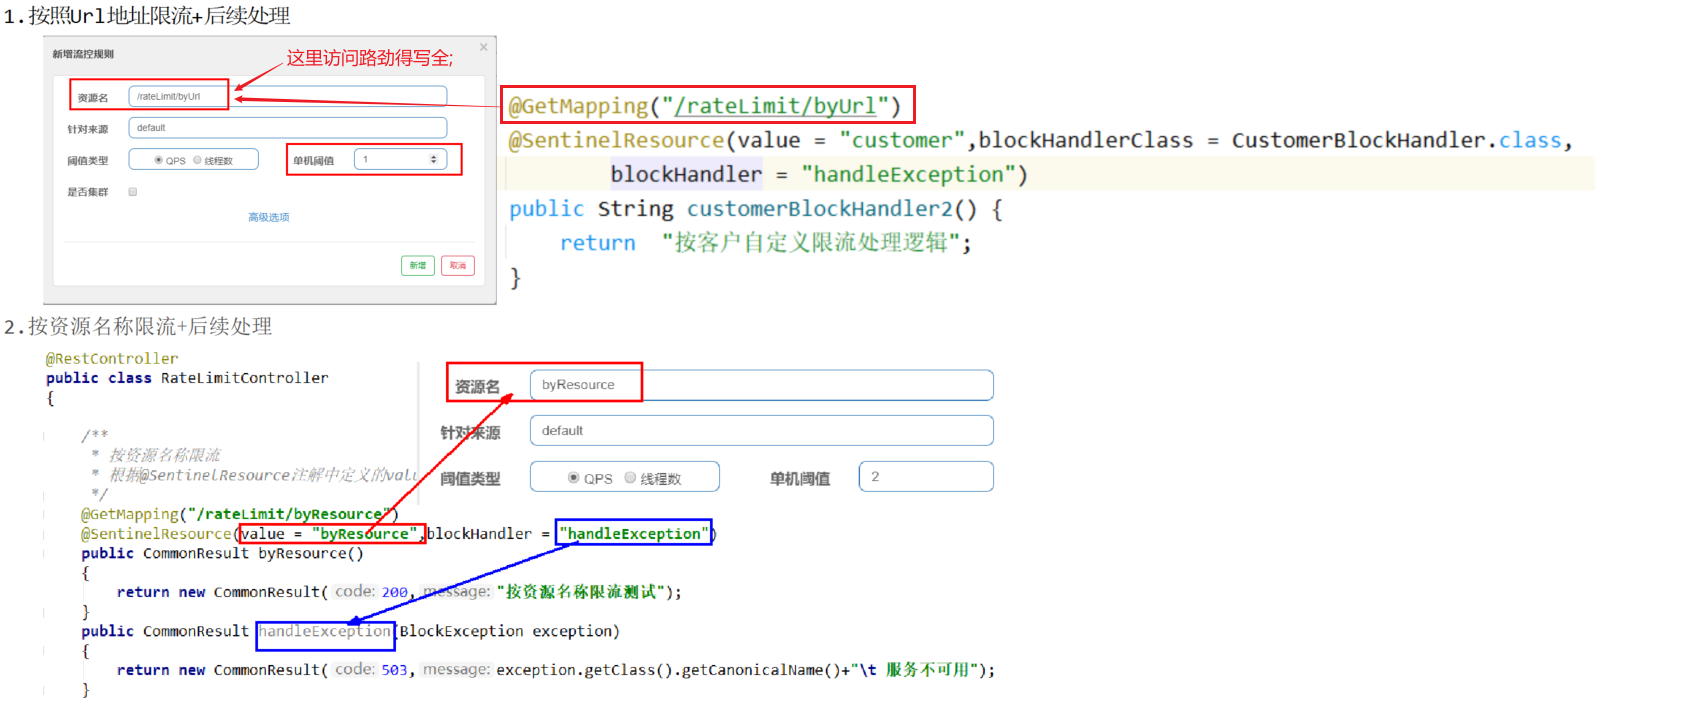 1.按照Url地址限流+后续处理
新增流控规则
×
这里访问路劲得写全;
资源名 /rateLimit/byUrl
针对来源 default
阈值类型 QPS 线程数 单机阈值 1
是否集群
高级选项
新增 取消
@GetMapping("/rateLimit/byUrl")
@SentinelResource(value = "customer",blockHandlerClass = CustomerBlockHandler.class,
blockHandler = "handleException")
public String customerBlockHandler2() {
return "按客户自定义限流处理逻辑";
}
2.按资源名称限流+后续处理
@RestController
public class RateLimitController
{
/**
* 按资源名称限流
* 根据@SentinelResource注解中定义的valu
*/
@GetMapping("/rateLimit/byResource")
@SentinelResource(value = "byResource",blockHandler = "handleException")
public CommonResult byResource()
{
return new CommonResult( code: 200, message: "按资源名称限流测试");
}
public CommonResult handleException(BlockException exception)
{
return new CommonResult( code: 503, message: exception.getClass().getCanonicalName()+"\t 服务不可用");
}
资源名 byResource
针对来源 default
阈值类型 QPS 线程数 单机阈值 2